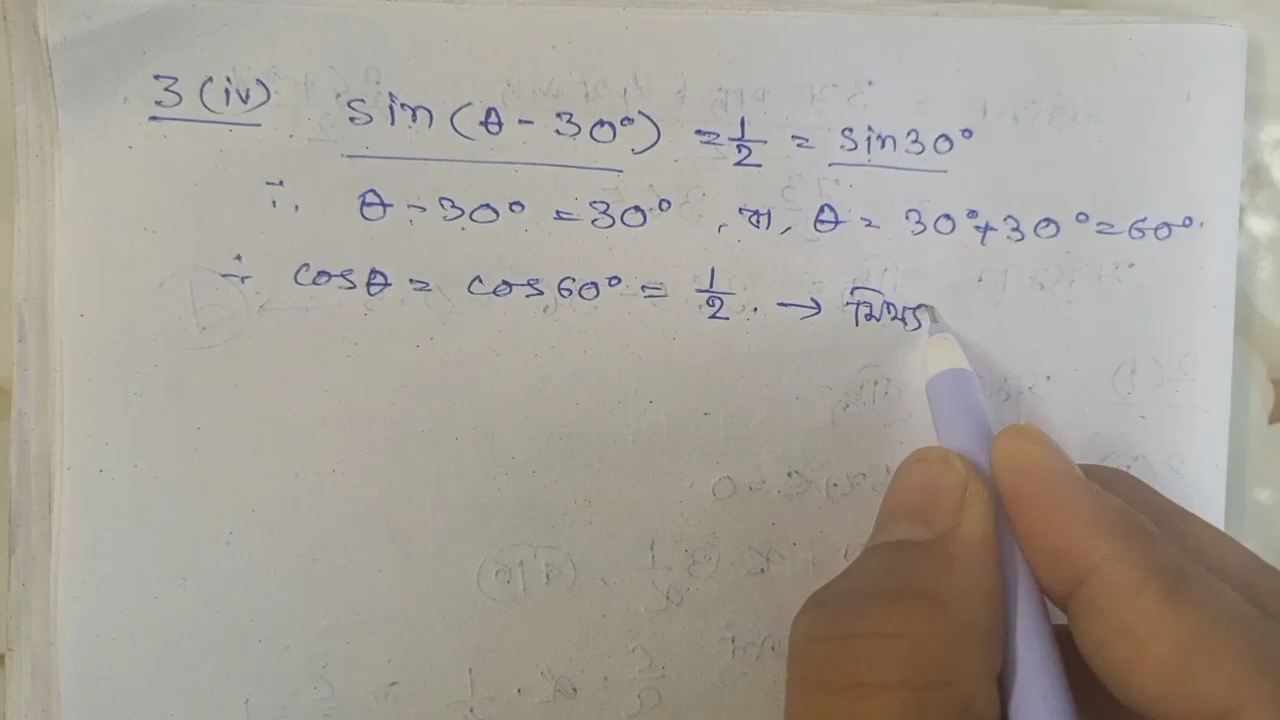 3 (iv) sin(θ - 30°) = 1/2 = sin30°
∴ θ - 30° = 30°, বা, θ = 30° + 30° = 60°.
∴ cosθ = cos60° = 1/2. →